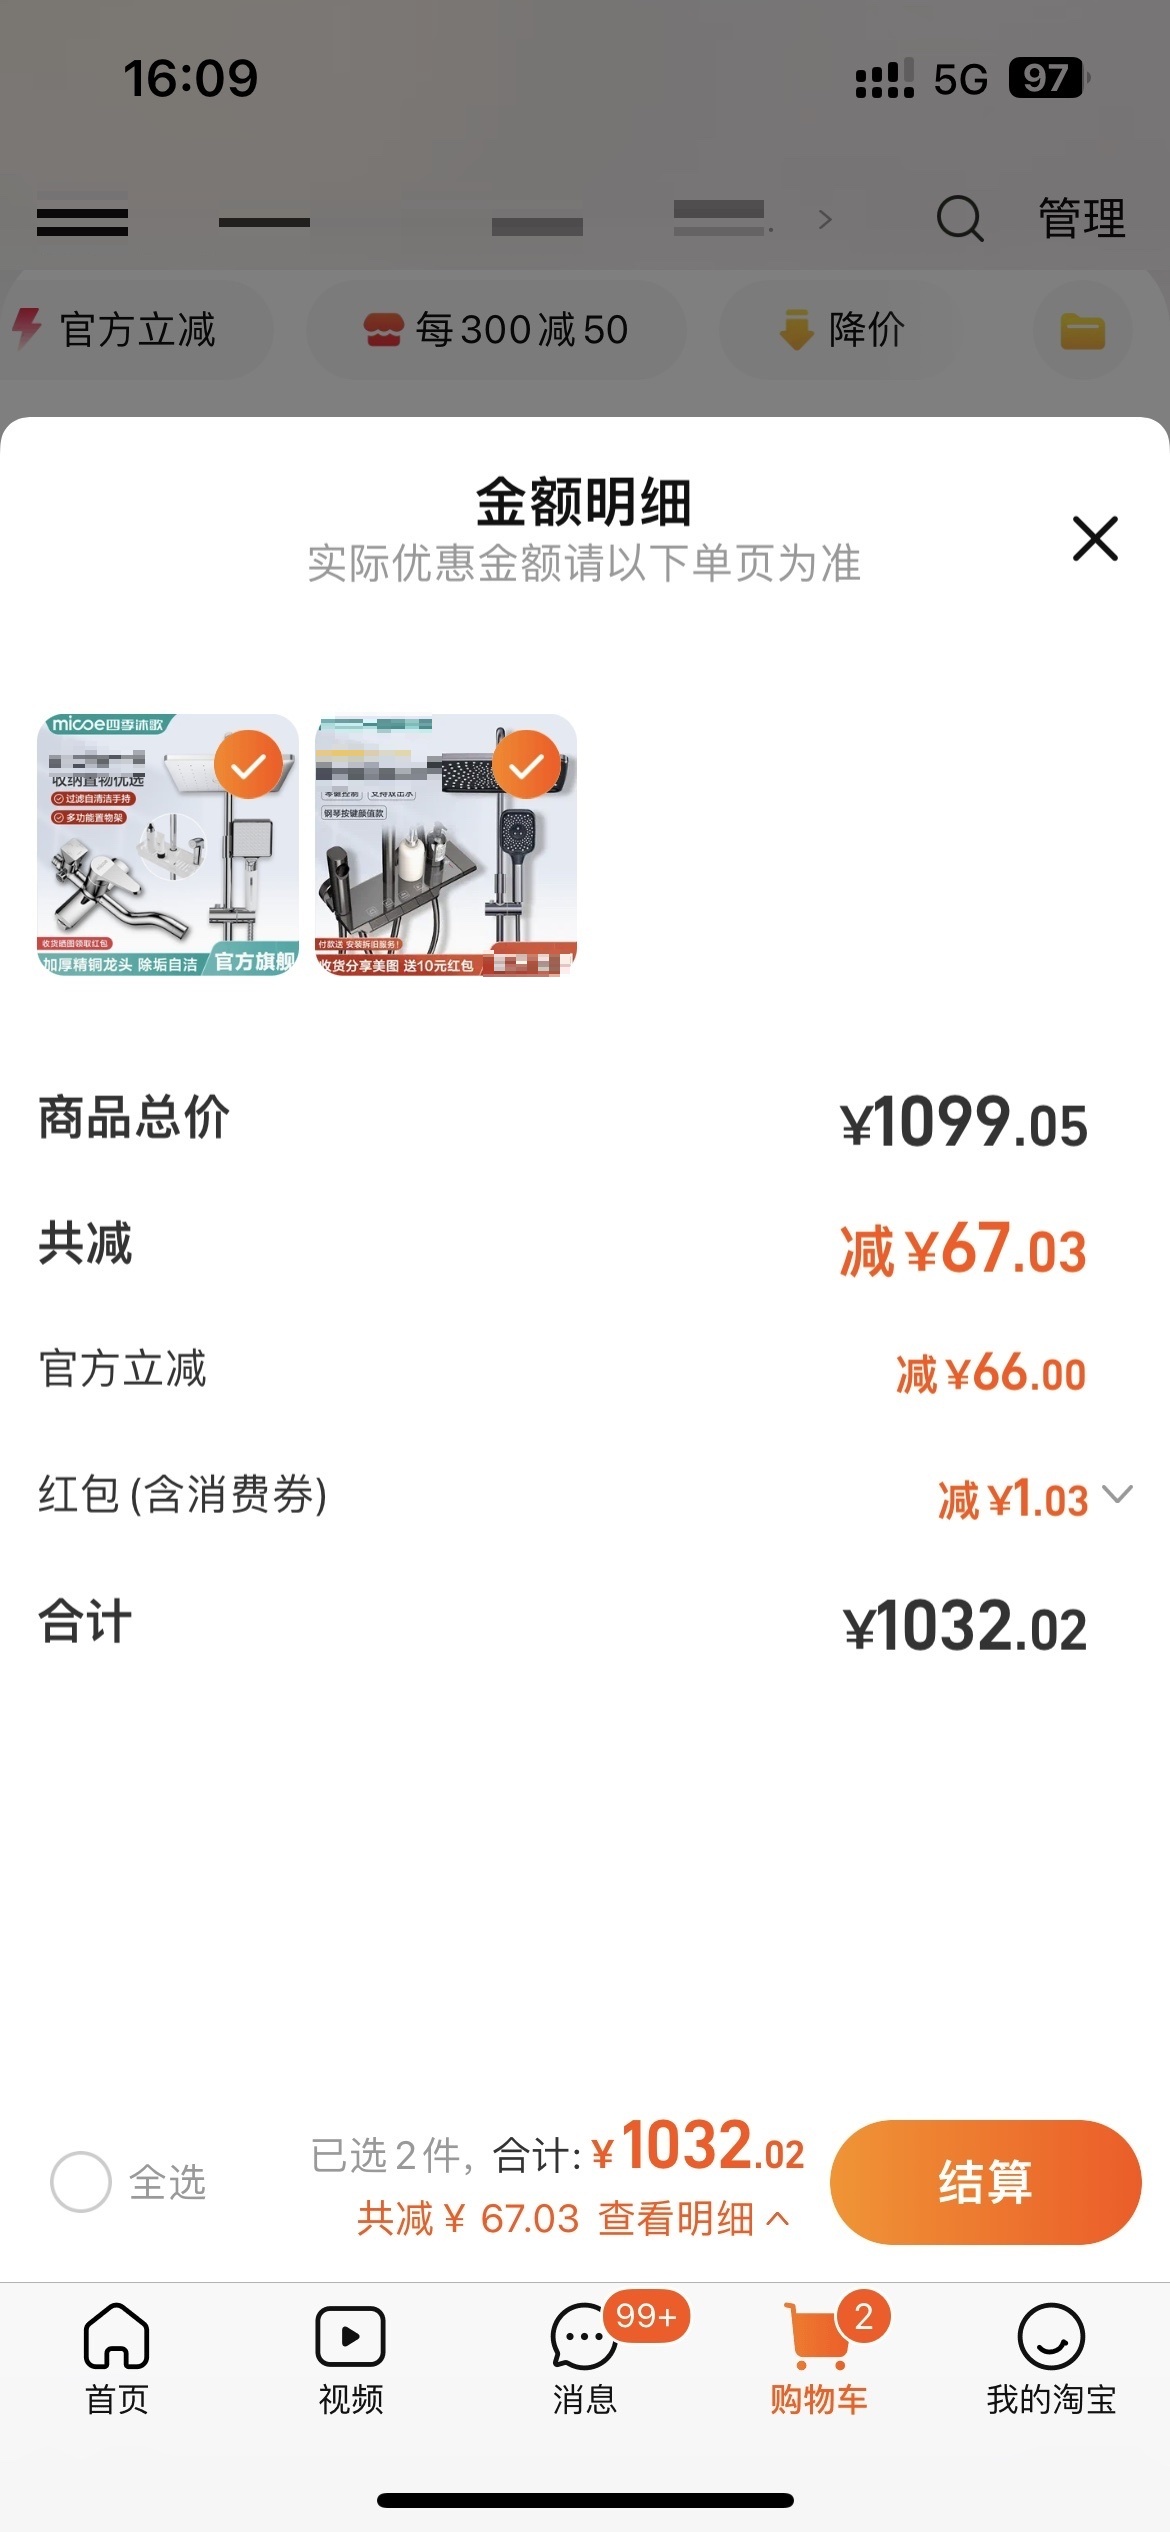 16:09
5G 97
管理
官方立减
每300减50
降价
金额明细
实际优惠金额请以下单页为准
micoe四季沐歌
收纳置物优选
过滤自清洁手持
多功能置物架
收货晒图领取红包
加厚精铜龙头 除垢自洁
官方旗舰
琴键控制 支持放出水
钢琴按键颜值款
付款送 安装拆旧服务!
收货分享美图 送10元红包
商品总价 ¥1099.05
共减 减¥67.03
官方立减 减¥66.00
红包(含消费券) 减¥1.03
合计 ¥1032.02
全选
已选2件, 合计: ¥1032.02
共减 ¥ 67.03 查看明细
结算
首页
视频
99+
消息
2
购物车
我的淘宝